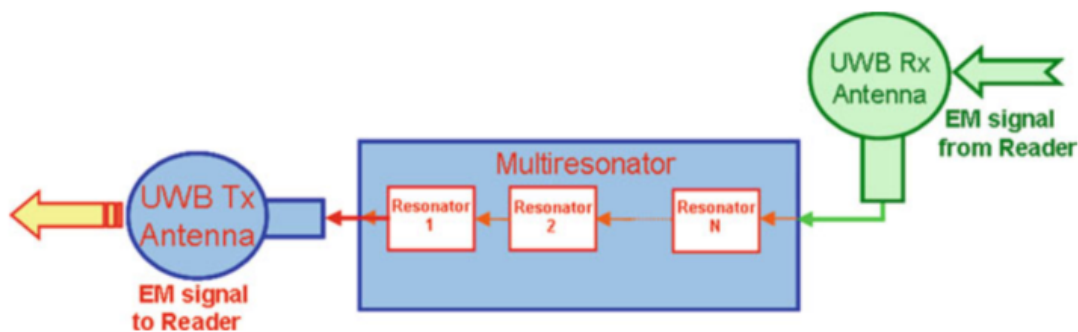 UWB Rx
Antenna
EM signal
from Reader
Multiresonator
UWB Tx
Antenna
Resonator
1
Resonator
2
Resonator
N
EM signal
to Reader